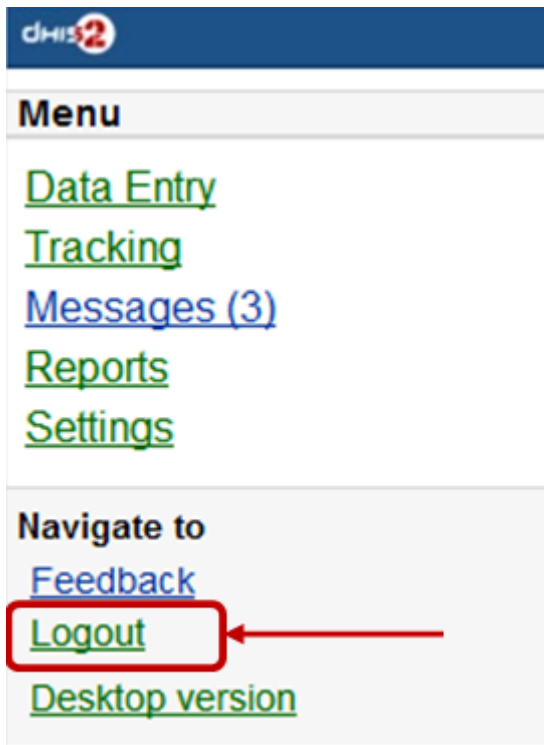 dHIS2
Menu
Data Entry
Tracking
Messages (3)
Reports
Settings
Navigate to
Feedback
Logout
Desktop version